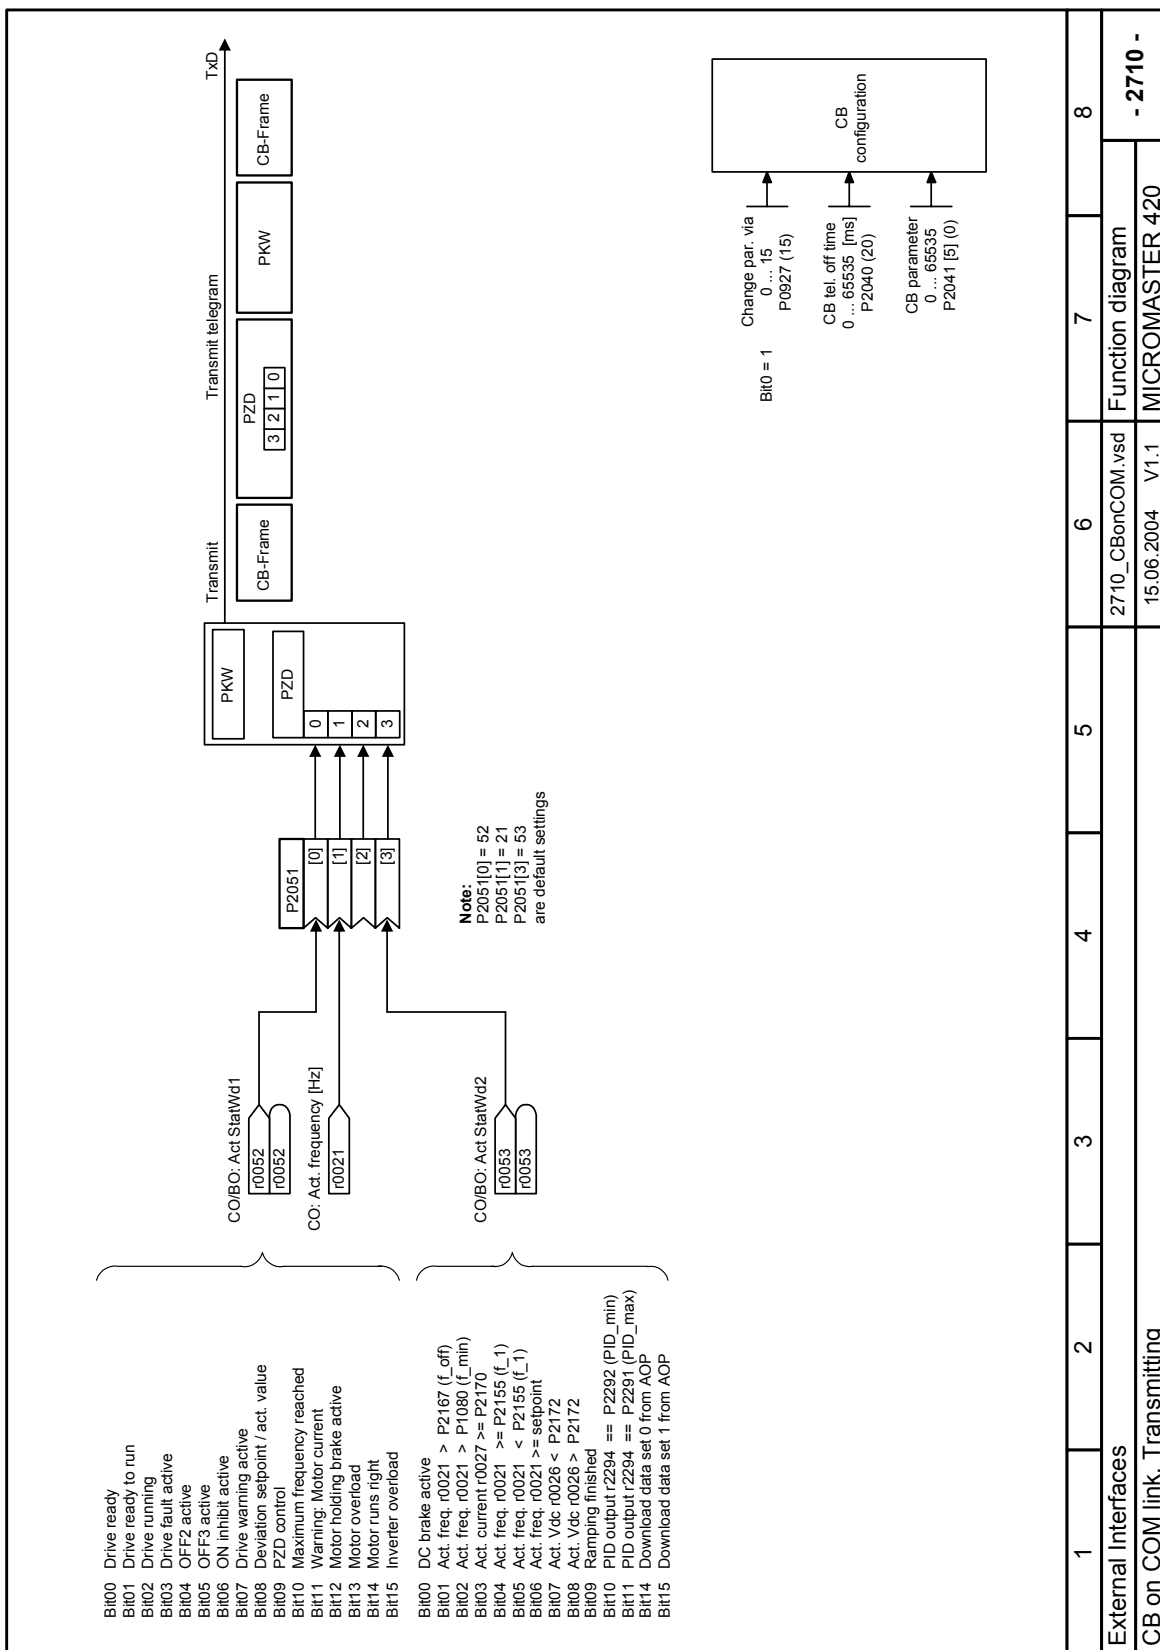 Bit00 Drive ready
Bit01 Drive ready to run
Bit02 Drive running
Bit03 Drive fault active
Bit04 OFF2 active
Bit05 OFF3 active
Bit06 ON inhibit active
Bit07 Drive warning active
Bit08 Deviation setpoint / act. value
Bit09 PZD control
Bit10 Maximum frequency reached
Bit11 Warning: Motor current
Bit12 Motor holding brake active
Bit13 Motor overload
Bit14 Motor runs right
Bit15 Inverter overload
Bit00 DC brake active
Bit01 Act. freq. r0021 > P2167 (f_off)
Bit02 Act. freq. r0021 > P1080 (f_min)
Bit03 Act. current r0027 >= P2170
Bit04 Act. freq. r0021 >= P2155 (f_1)
Bit05 Act. freq. r0021 < P2155 (f_1)
Bit06 Act. freq. r0021 >= setpoint
Bit07 Act. Vdc r0026 < P2172
Bit08 Act. Vdc r0026 > P2172
Bit09 Ramping finished
Bit10 PID output r2294 == P2292 (PID_min)
Bit11 PID output r2294 == P2291 (PID_max)
Bit14 Download data set 0 from AOP
Bit15 Download data set 1 from AOP
CO/BO: Act StatWd1
r0052
r0052
CO: Act. frequency [Hz]
r0021
CO/BO: Act StatWd2
r0053
r0053
P2051
[0]
[1]
[2]
[3]
Note:
P2051[0] = 52
P2051[1] = 21
P2051[3] = 53
are default settings
PKW
PZD
0
1
2
3
Transmit
Transmit telegram
TxD
CB-Frame
PZD
3 2 1 0
PKW
CB-Frame
Bit0 = 1
Change par. via
0 ... 15
P0927 (15)
CB tel. off time
0 ... 65535 [ms]
P2040 (20)
CB parameter
0 ... 65535
P2041 [5] (0)
CB
configuration
1 2 3 4 5 6 7 8
External Interfaces
2710_CBonCOM.vsd
Function diagram
- 2710 -
CB on COM link, Transmitting
15.06.2004 V1.1
MICROMASTER 420